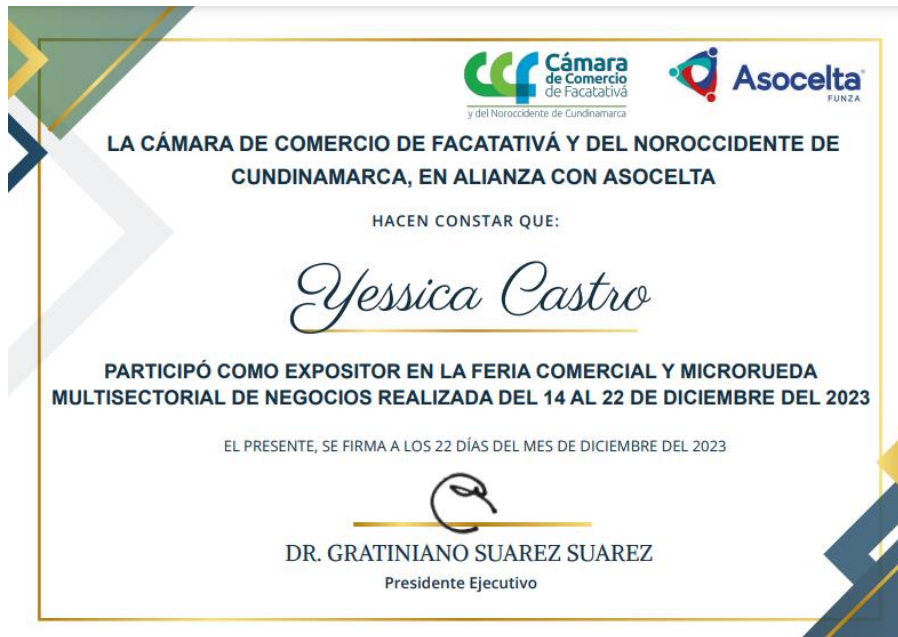 Cámara
de Comercio
de Facatativá
y del Noroccidente de Cundinamarca
Asocelta
FUNZA
LA CÁMARA DE COMERCIO DE FACATATIVÁ Y DEL NOROCCIDENTE DE
CUNDINAMARCA, EN ALIANZA CON ASOCELTA
HACEN CONSTAR QUE:
Yessica Castro
PARTICIPÓ COMO EXPOSITOR EN LA FERIA COMERCIAL Y MICRORUEDA
MULTISECTORIAL DE NEGOCIOS REALIZADA DEL 14 AL 22 DE DICIEMBRE DEL 2023
EL PRESENTE, SE FIRMA A LOS 22 DÍAS DEL MES DE DICIEMBRE DEL 2023
DR. GRATINIANO SUAREZ SUAREZ
Presidente Ejecutivo